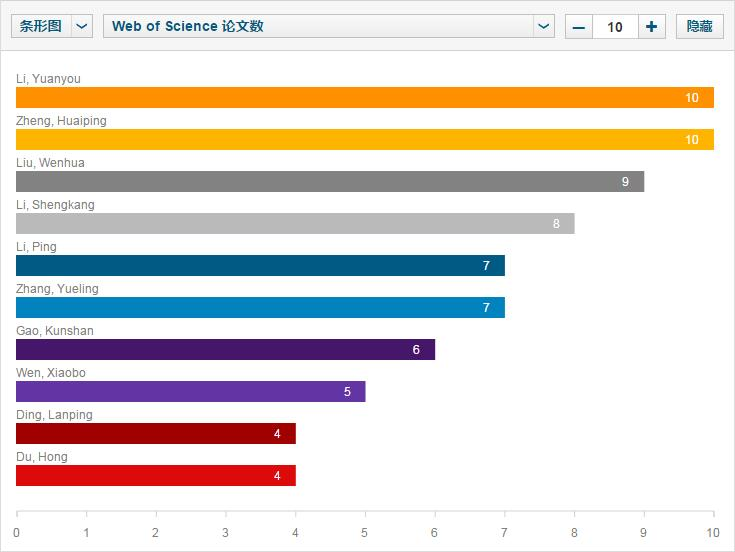 条形图 Web of Science 论文数 − 10 + 隐藏
Li, Yuanyou
10
Zheng, Huaiping
10
Liu, Wenhua
9
Li, Shengkang
8
Li, Ping
7
Zhang, Yueling
7
Gao, Kunshan
6
Wen, Xiaobo
5
Ding, Lanping
4
Du, Hong
4
0 1 2 3 4 5 6 7 8 9 10